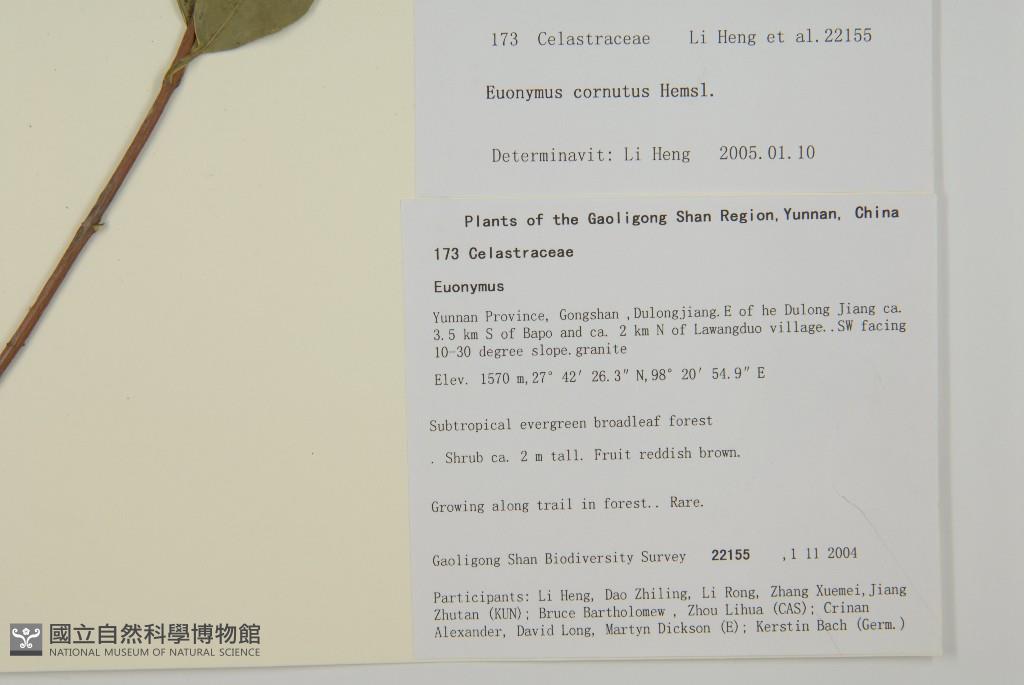 173 Celastraceae Li Heng et al.22155
Euonymus cornutus Hemsl.
Determinavit: Li Heng 2005.01.10
Plants of the Gaoligong Shan Region,Yunnan, China
173 Celastraceae
Euonymus
Yunnan Province, Gongshan ,Dulongjiang.E of he Dulong Jiang ca.
3.5 km S of Bapo and ca. 2 km N of Lawangduo village..SW facing
10-30 degree slope.granite
Elev. 1570 m,27° 42′ 26.3″ N,98° 20′ 54.9″ E
Subtropical evergreen broadleaf forest
. Shrub ca. 2 m tall. Fruit reddish brown.
Growing along trail in forest.. Rare.
Gaoligong Shan Biodiversity Survey 22155 ,1 11 2004
Participants: Li Heng, Dao Zhiling, Li Rong, Zhang Xuemei,Jiang
Zhutan (KUN); Bruce Bartholomew , Zhou Lihua (CAS); Crinan
Alexander, David Long, Martyn Dickson (E); Kerstin Bach (Germ.)
國立自然科學博物館
NATIONAL MUSEUM OF NATURAL SCIENCE